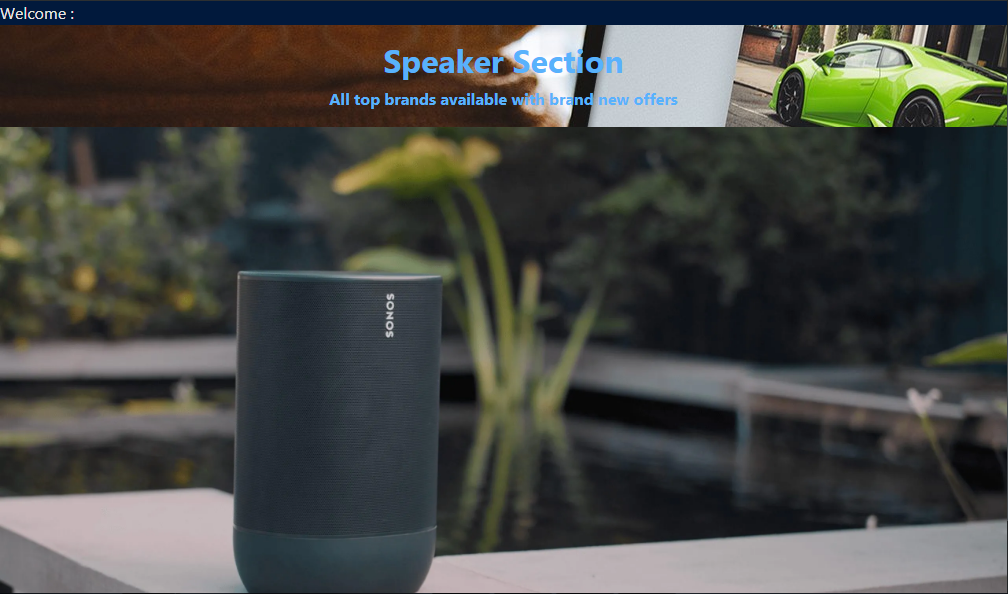 Welcome :
Speaker Section
All top brands available with brand new offers
SONOS